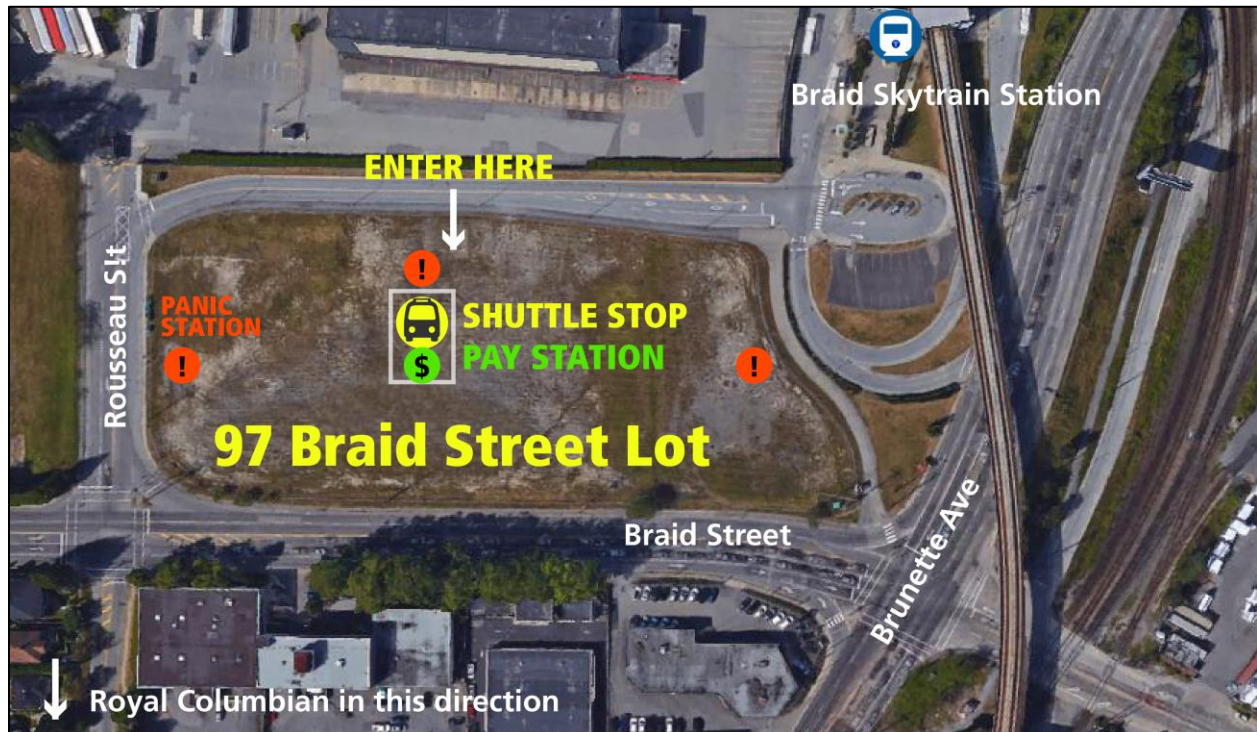 Braid Skytrain Station
ENTER HERE
!
Rousseau St
PANIC
STATION
!
SHUTTLE STOP
$
PAY STATION
!
97 Braid Street Lot
Braid Street
Brunette Ave
Royal Columbian in this direction